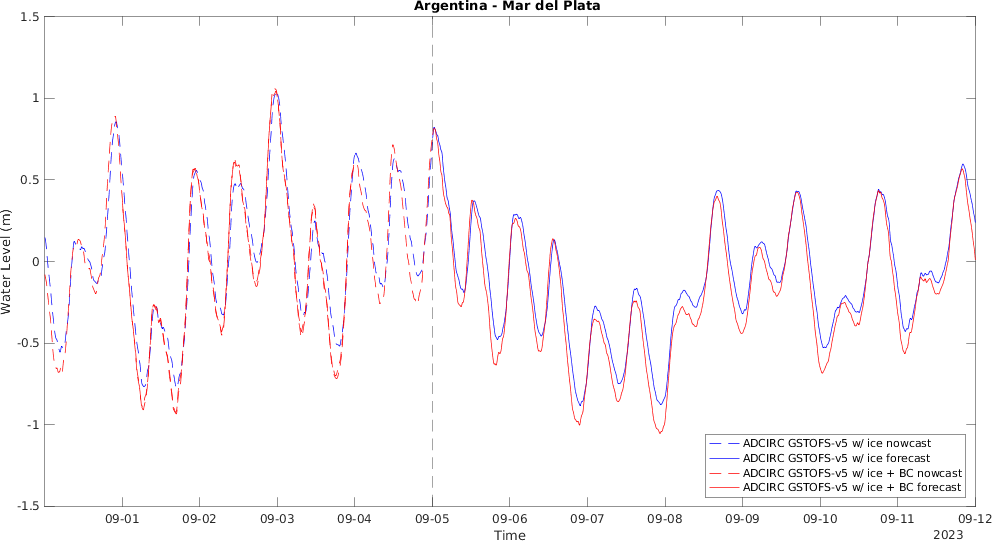 Argentina - Mar del Plata
1.5
1
0.5
0
-0.5
-1
-1.5
Water Level (m)
09-01 09-02 09-03 09-04 09-05 09-06 09-07 09-08 09-09 09-10 09-11 09-12
Time
2023
ADCIRC GSTOFS-v5 w/ ice nowcast
ADCIRC GSTOFS-v5 w/ ice forecast
ADCIRC GSTOFS-v5 w/ ice + BC nowcast
ADCIRC GSTOFS-v5 w/ ice + BC forecast